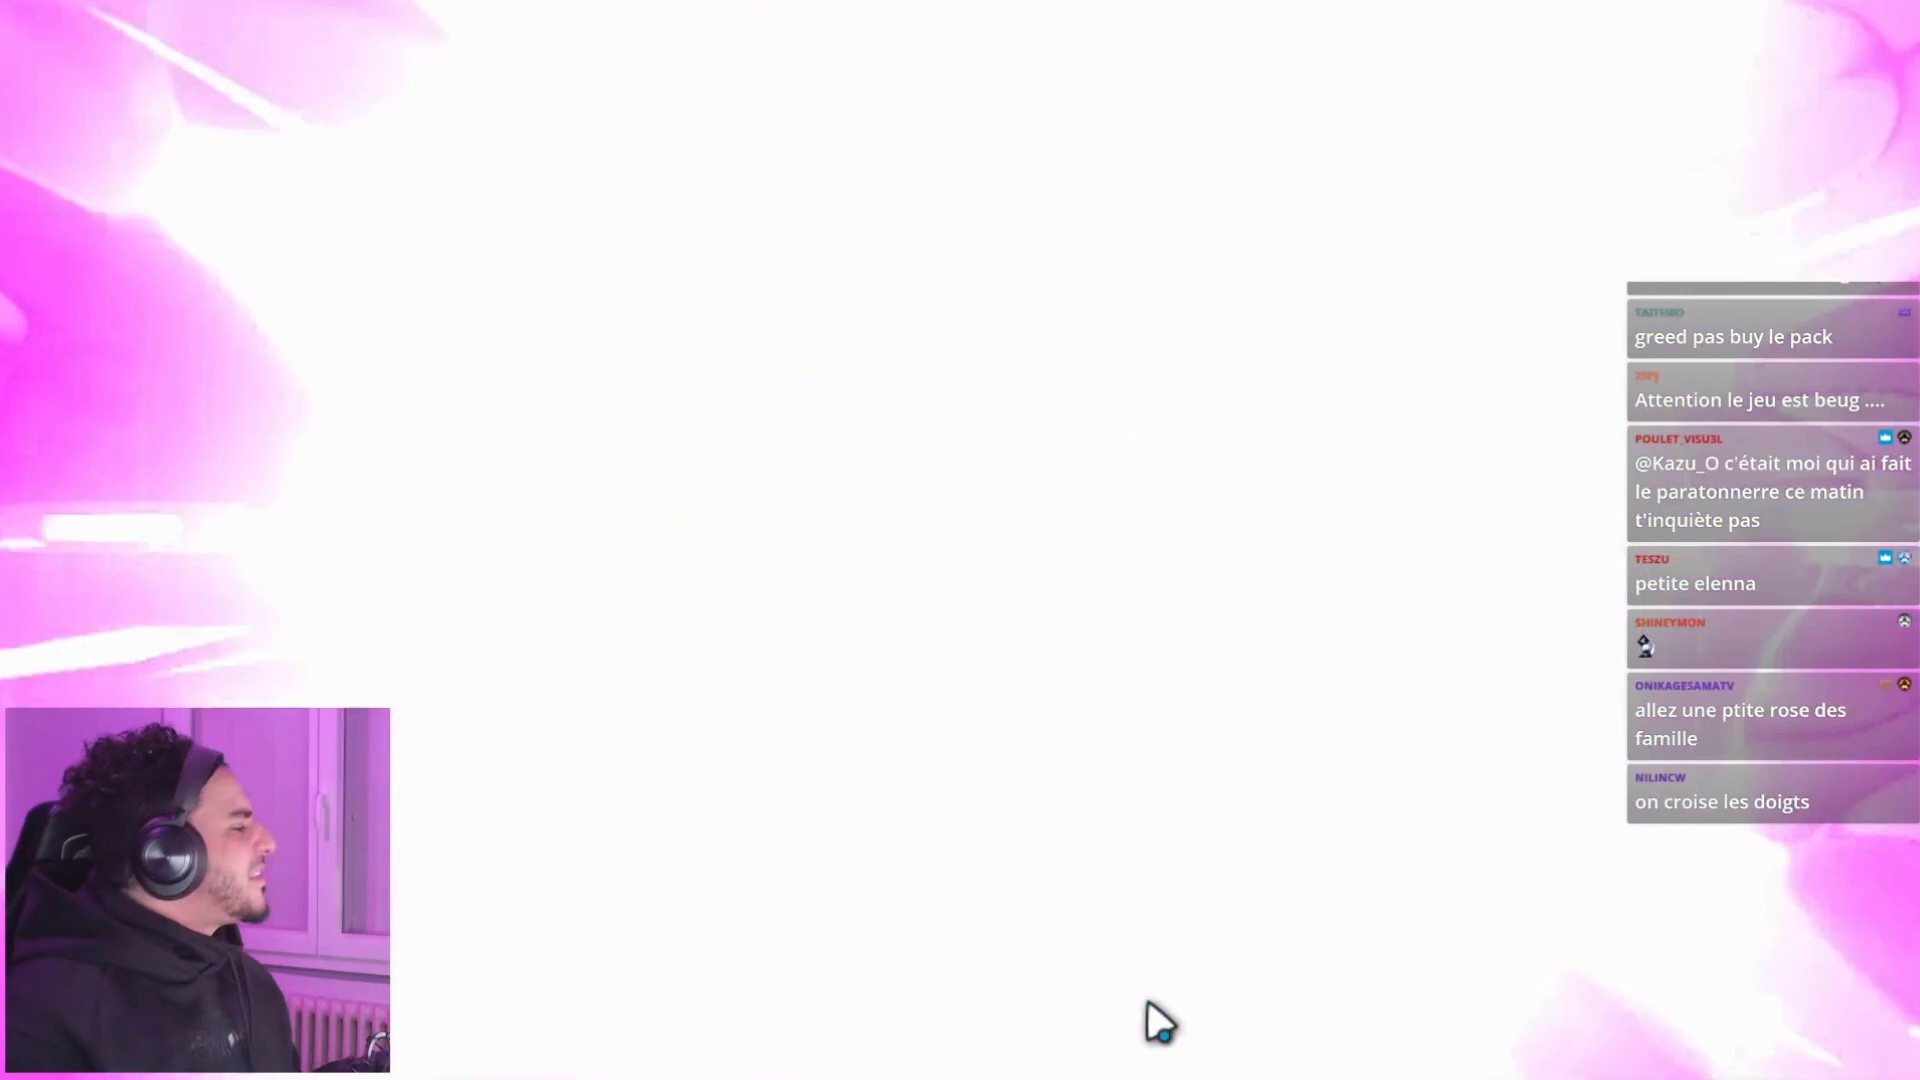 greed pas buy le pack
Attention le jeu est beug ....
POULET_VISU3L
@Kazu_O c'était moi qui ai fait
le paratonnerre ce matin
t'inquiète pas
TESZU
petite elenna
SHINEYMON
ONIKAGESAMATV
allez une ptite rose des
famille
NILINCW
on croise les doigts